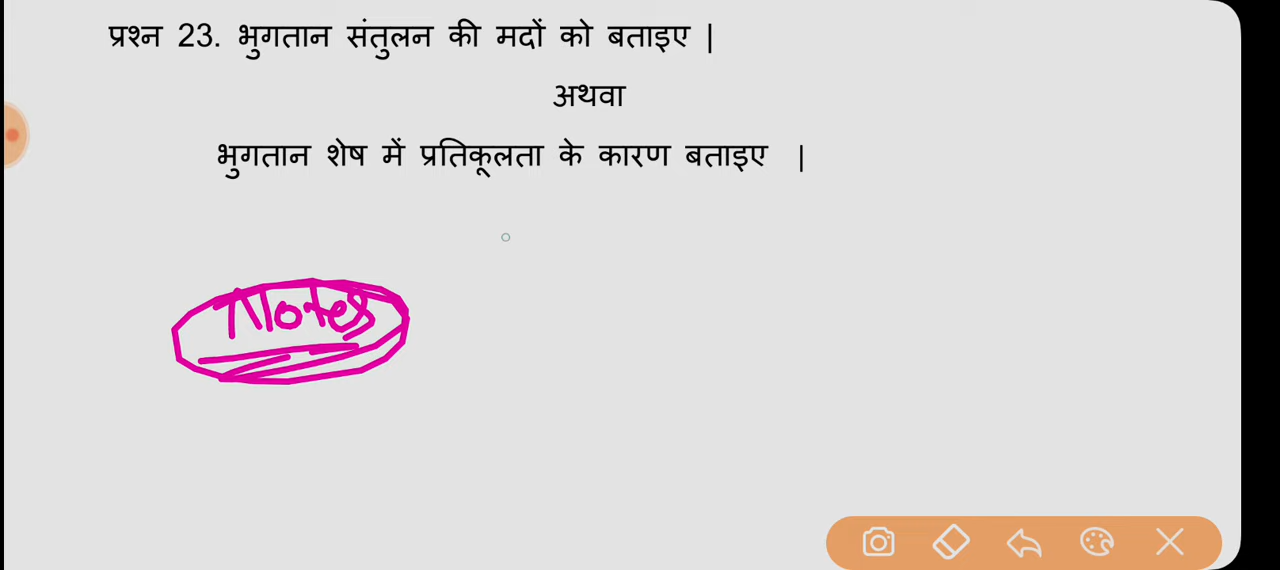 प्रश्न 23. भुगतान संतुलन की मदों को बताइए |
अथवा
भुगतान शेष में प्रतिकूलता के कारण बताइए |
Notes